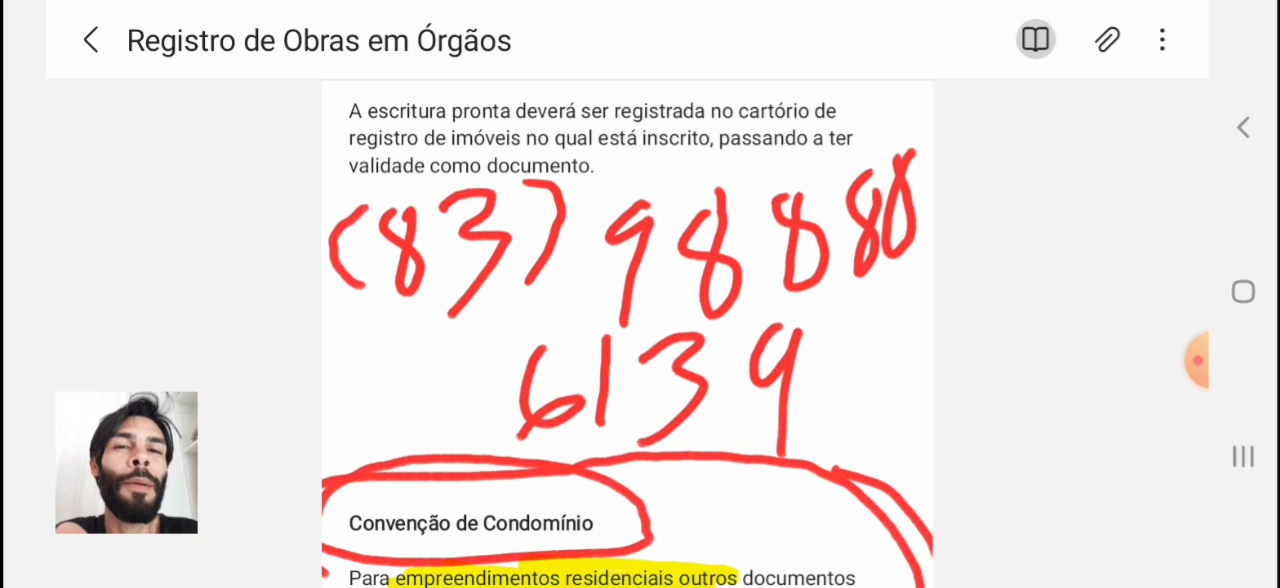 Registro de Obras em Órgãos
A escritura pronta deverá ser registrada no cartório de
registro de imóveis no qual está inscrito, passando a ter
validade como documento.
(83) 98888
6139
Convenção de Condomínio
Para empreendimentos residenciais outros documentos